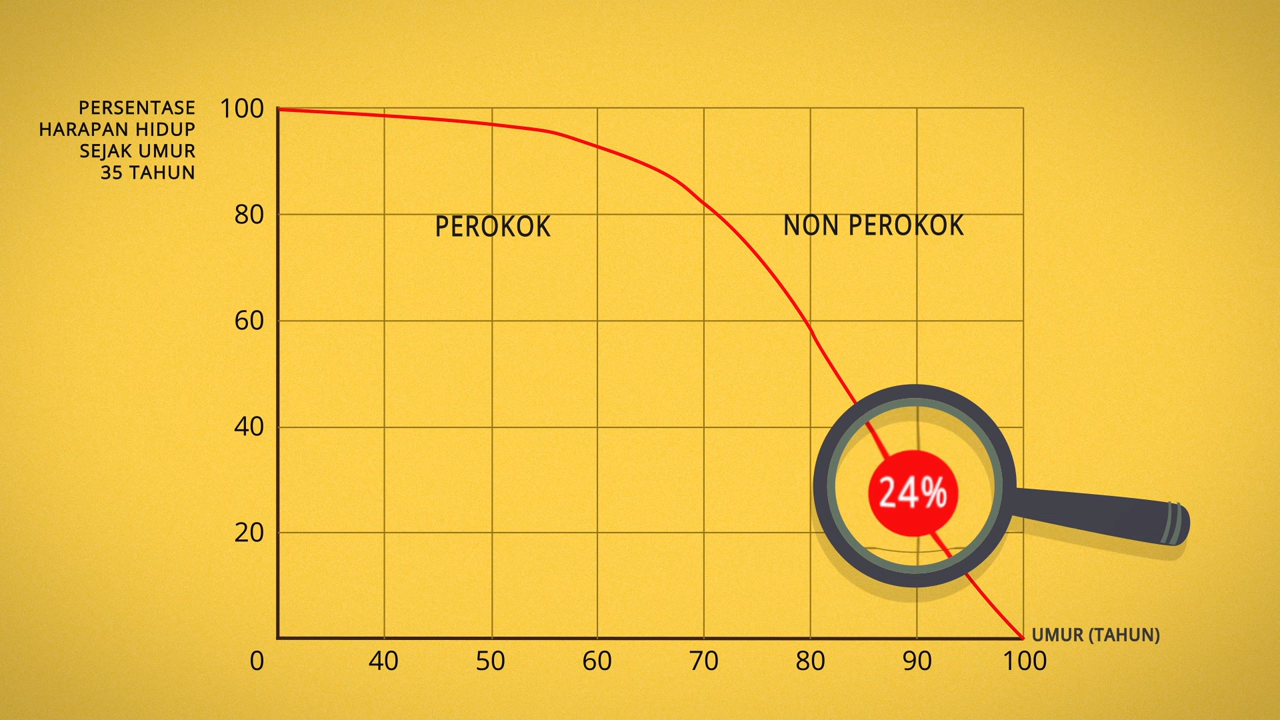 PERSENTASE
HARAPAN HIDUP
SEJAK UMUR
35 TAHUN
100
80
60
40
20
PEROKOK
NON PEROKOK
24%
UMUR (TAHUN)
0 40 50 60 70 80 90 100